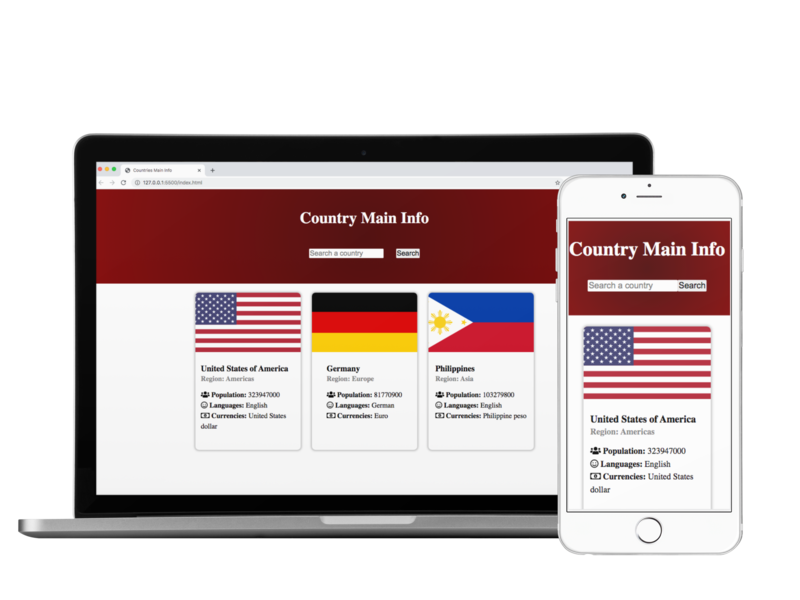 Countries Main Info
127.0.0.1:5500/index.html
Country Main Info
Search a country Search
United States of America
Region: Americas
Population: 323947000
Languages: English
Currencies: United States
dollar
Germany
Region: Europe
Population: 81770900
Languages: German
Currencies: Euro
Philippines
Region: Asia
Population: 103279800
Languages: English
Currencies: Philippine peso
Country Main Info
Search a country Search
United States of America
Region: Americas
Population: 323947000
Languages: English
Currencies: United States
dollar